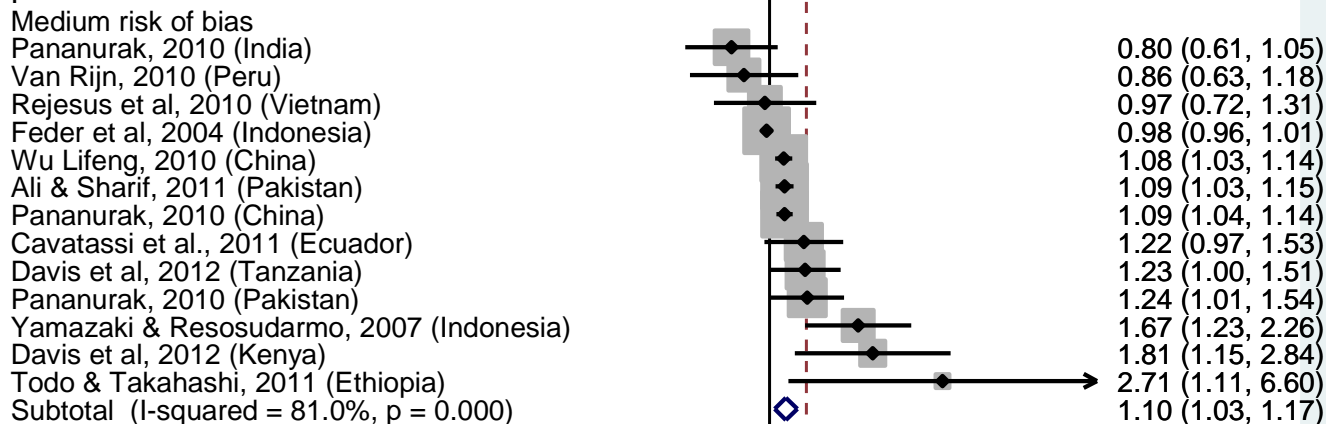 Medium risk of bias
Pananurak, 2010 (India) 0.80 (0.61, 1.05)
Van Rijn, 2010 (Peru) 0.86 (0.63, 1.18)
Rejesus et al, 2010 (Vietnam) 0.97 (0.72, 1.31)
Feder et al, 2004 (Indonesia) 0.98 (0.96, 1.01)
Wu Lifeng, 2010 (China) 1.08 (1.03, 1.14)
Ali & Sharif, 2011 (Pakistan) 1.09 (1.03, 1.15)
Pananurak, 2010 (China) 1.09 (1.04, 1.14)
Cavatassi et al., 2011 (Ecuador) 1.22 (0.97, 1.53)
Davis et al, 2012 (Tanzania) 1.23 (1.00, 1.51)
Pananurak, 2010 (Pakistan) 1.24 (1.01, 1.54)
Yamazaki & Resosudarmo, 2007 (Indonesia) 1.67 (1.23, 2.26)
Davis et al, 2012 (Kenya) 1.81 (1.15, 2.84)
Todo & Takahashi, 2011 (Ethiopia) 2.71 (1.11, 6.60)
Subtotal (I-squared = 81.0%, p = 0.000) 1.10 (1.03, 1.17)